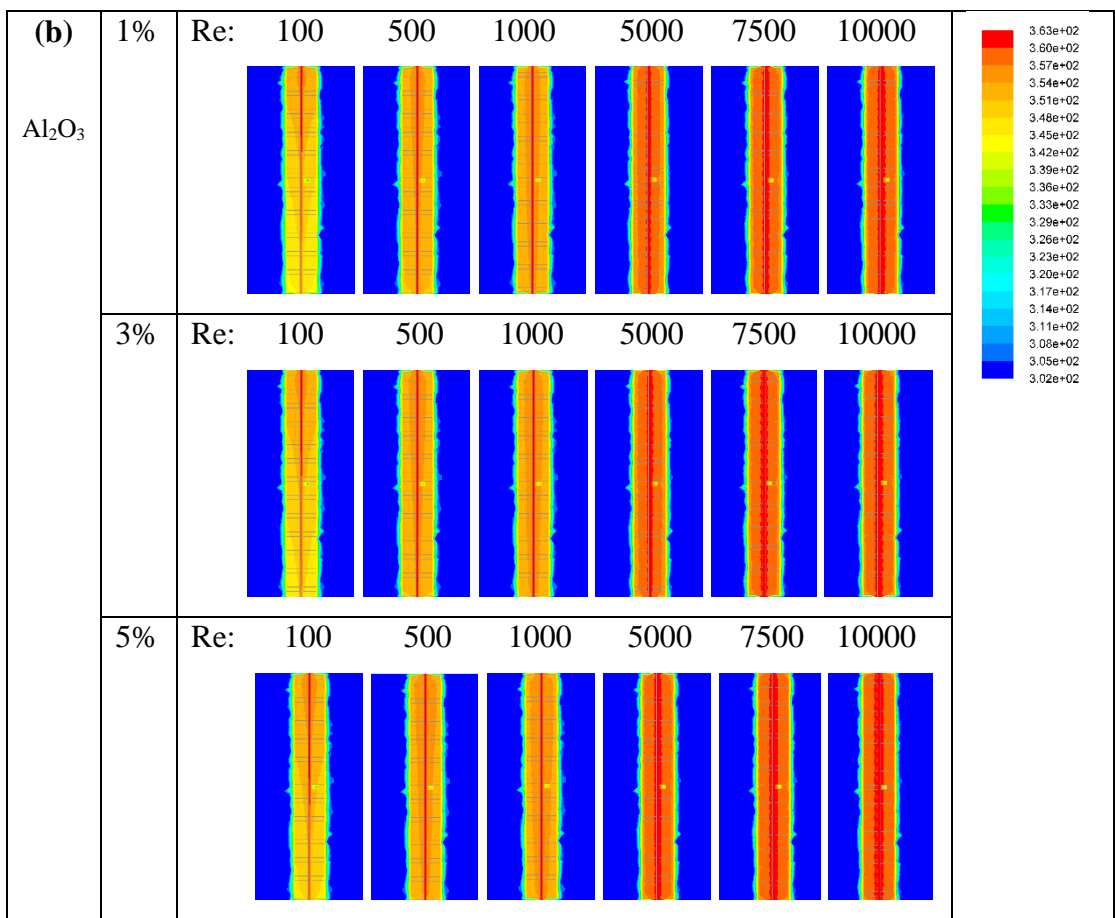 (b) 1% Re: 100 500 1000 5000 7500 10000
Al₂O₃
3% Re: 100 500 1000 5000 7500 10000
5% Re: 100 500 1000 5000 7500 10000
3.63e+02
3.60e+02
3.57e+02
3.54e+02
3.51e+02
3.48e+02
3.45e+02
3.42e+02
3.39e+02
3.36e+02
3.33e+02
3.29e+02
3.26e+02
3.23e+02
3.20e+02
3.17e+02
3.14e+02
3.11e+02
3.08e+02
3.05e+02
3.02e+02